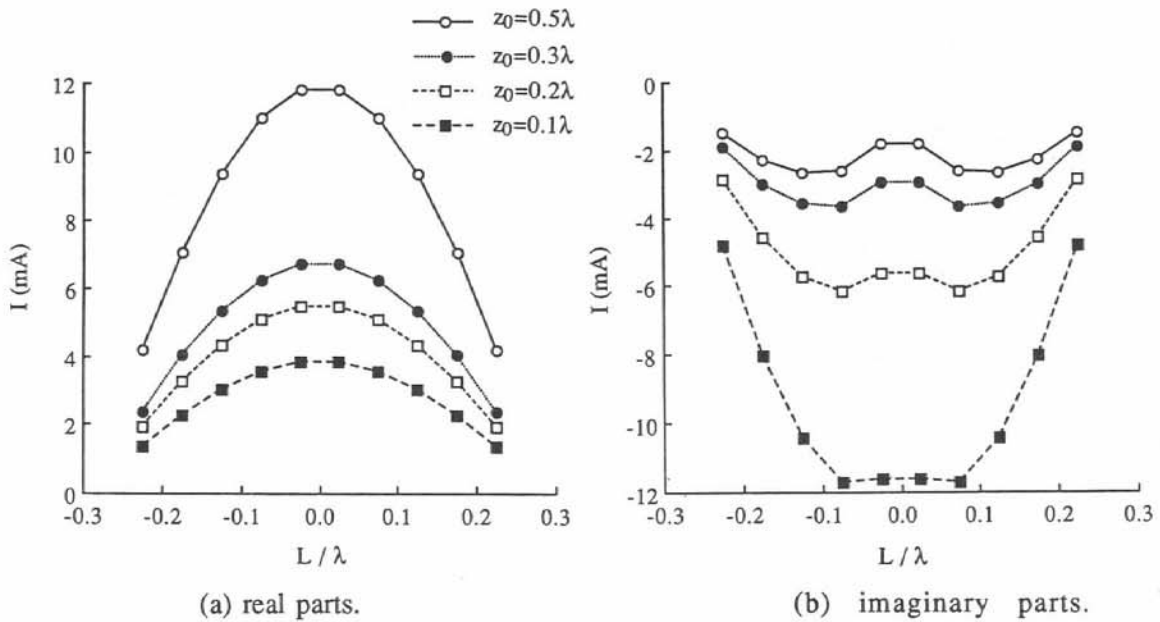 z0=0.5λ
z0=0.3λ
z0=0.2λ
z0=0.1λ
12
10
8
6
4
2
0
I (mA)
-0.3 -0.2 -0.1 0.0 0.1 0.2 0.3
L / λ
(a) real parts.
-0
-2
-4
-6
-8
-10
-12
I (mA)
-0.3 -0.2 -0.1 0.0 0.1 0.2 0.3
L / λ
(b) imaginary parts.